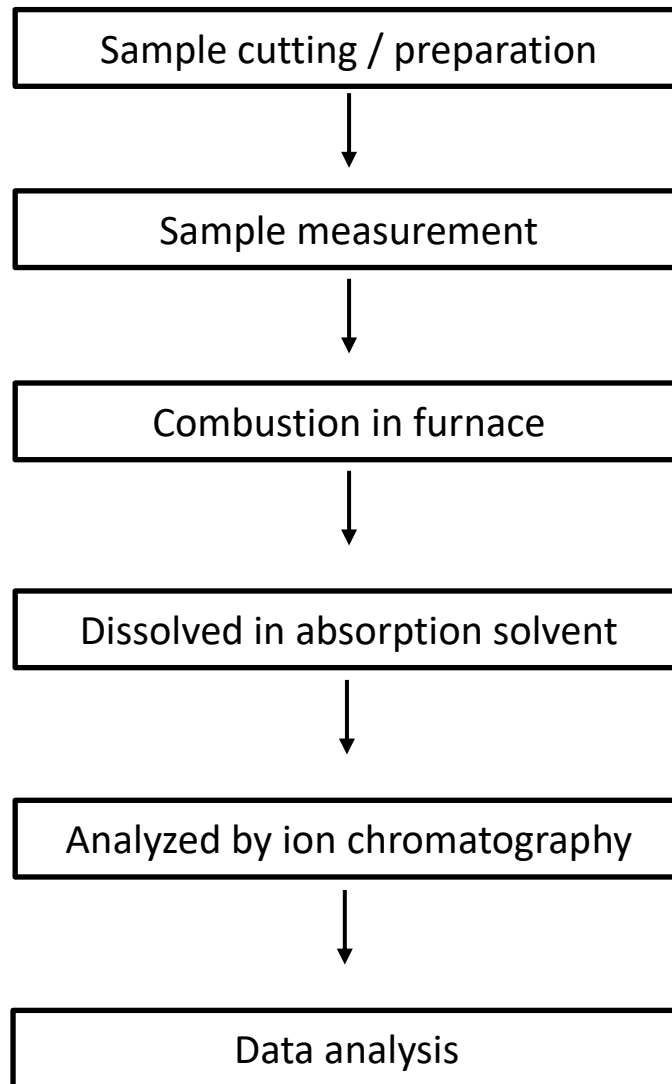 Sample cutting / preparation
Sample measurement
Combustion in furnace
Dissolved in absorption solvent
Analyzed by ion chromatography
Data analysis